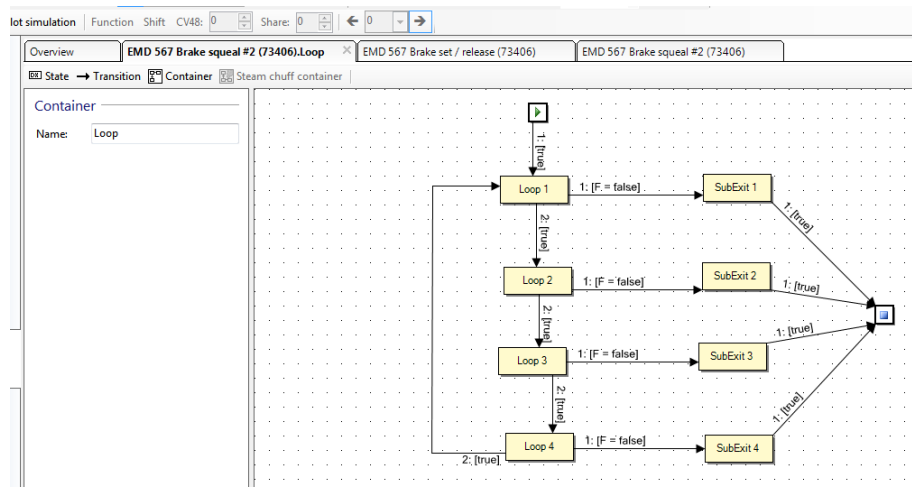 lot simulation Function Shift CV48: 0 Share: 0 0
Overview EMD 567 Brake squeal #2 (73406).Loop EMD 567 Brake set / release (73406) EMD 567 Brake squeal #2 (73406)
DX State Transition Container Steam chuff container
Container
Name: Loop
1: [true]
Loop 1 1: [F = false] SubExit 1
1: [true]
2: [true]
Loop 2 1: [F = false] SubExit 2
1: [true]
2: [true]
1: [true]
Loop 3 1: [F = false] SubExit 3
2: [true]
1: [true]
Loop 4 1: [F = false] SubExit 4
2: [true]